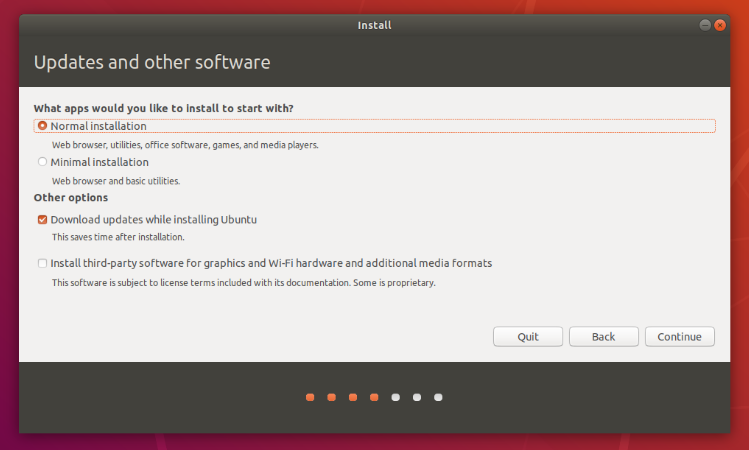 Install
Updates and other software
What apps would you like to install to start with?
Normal installation
Web browser, utilities, office software, games, and media players.
Minimal installation
Web browser and basic utilities.
Other options
Download updates while installing Ubuntu
This saves time after installation.
Install third-party software for graphics and Wi-Fi hardware and additional media formats
This software is subject to license terms included with its documentation. Some is proprietary.
Quit Back Continue